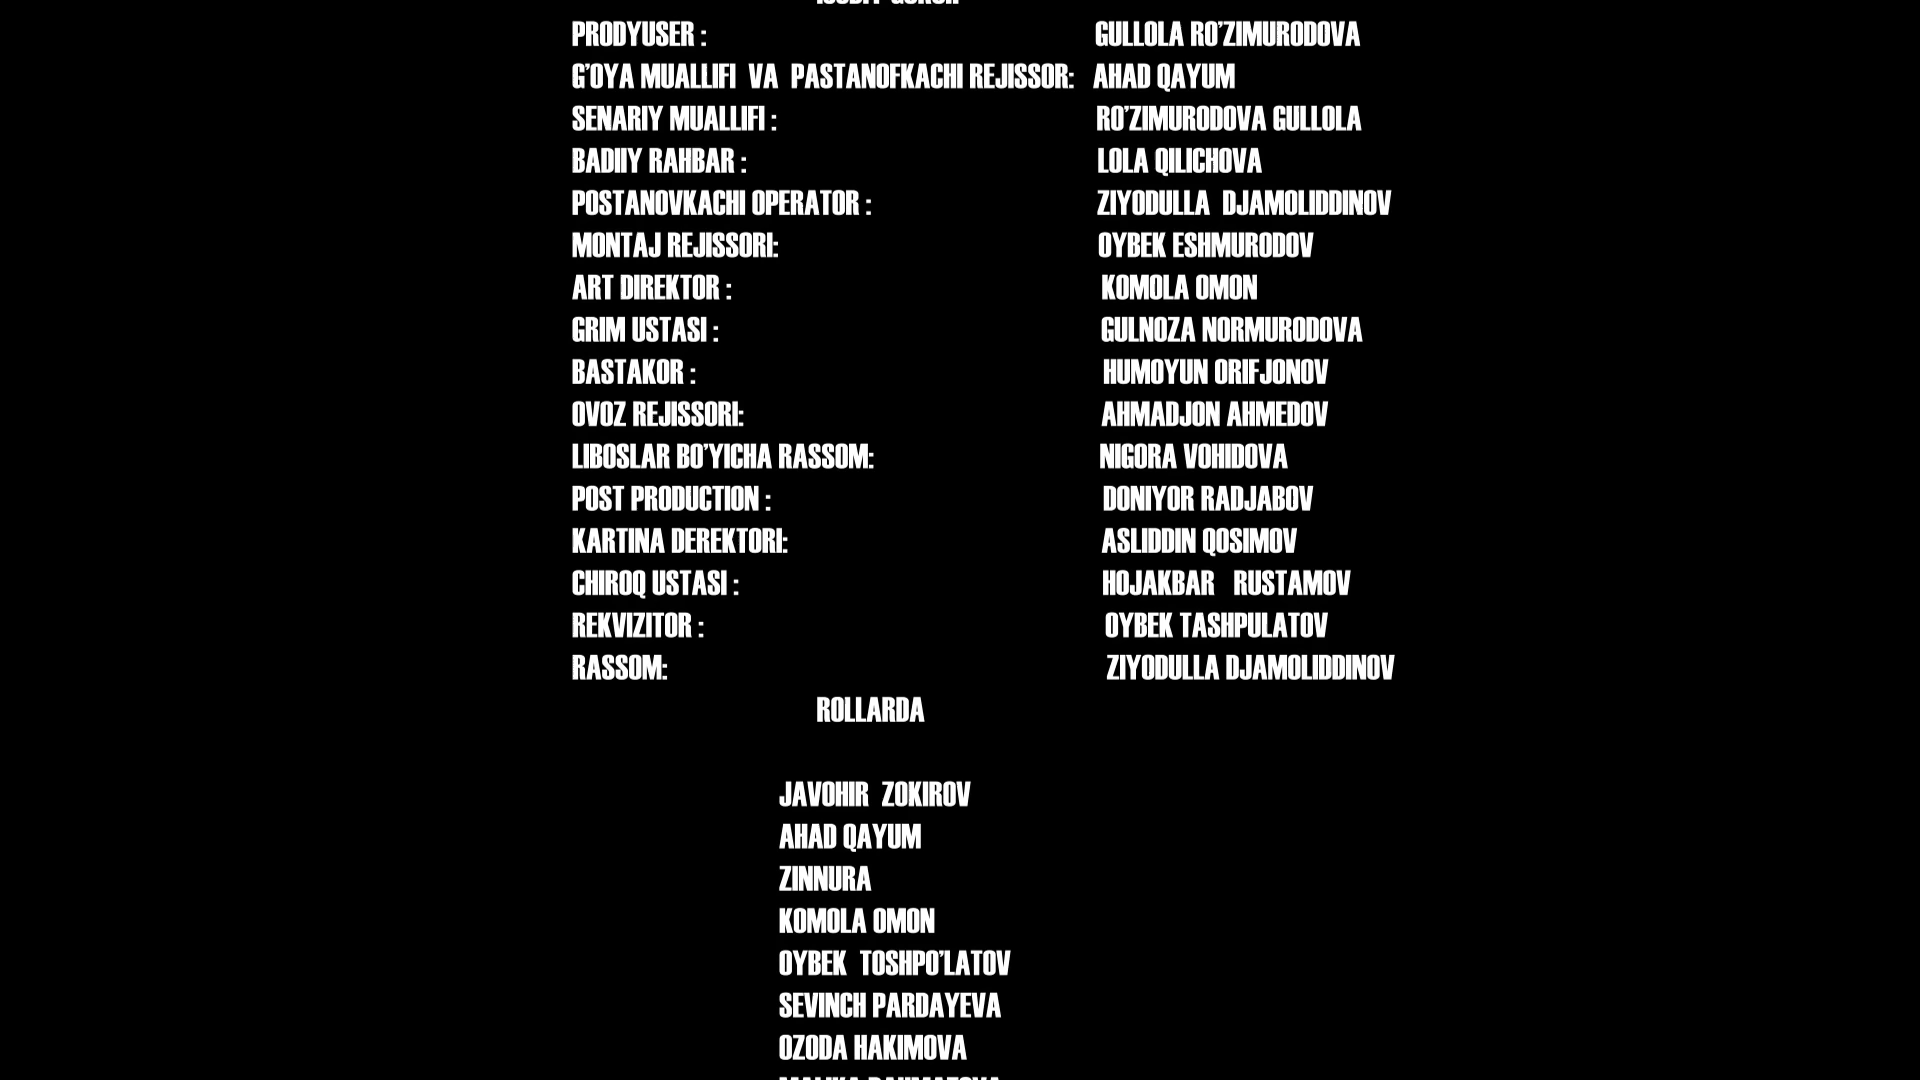 PRODYUSER : GULLOLA RO'ZIMURODOVA
G'OYA MUALLIFI VA PASTANOFKACHI REJISSOR: AHAD QAYUM
SENARIY MUALLIFI : RO'ZIMURODOVA GULLOLA
BADIIY RAHBAR : LOLA QILICHOVA
POSTANOVKACHI OPERATOR : ZIYODULLA DJAMOLIDDINOV
MONTAJ REJISSORI: OYBEK ESHMURODOV
ART DIREKTOR : KOMOLA OMON
GRIM USTASI : GULNOZA NORMURODOVA
BASTAKOR : HUMOYUN ORIFJONOV
OVOZ REJISSORI: AHMADJON AHMEDOV
LIBOSLAR BO'YICHA RASSOM: NIGORA VOHIDOVA
POST PRODUCTION : DONIYOR RADJABOV
KARTINA DEREKTORI: ASLIDDIN QOSIMOV
CHIROQ USTASI : HOJAKBAR RUSTAMOV
REKVIZITOR : OYBEK TASHPULATOV
RASSOM: ZIYODULLA DJAMOLIDDINOV
ROLLARDA
JAVOHIR ZOKIROV
AHAD QAYUM
ZINNURA
KOMOLA OMON
OYBEK TOSHPO'LATOV
SEVINCH PARDAYEVA
OZODA HAKIMOVA